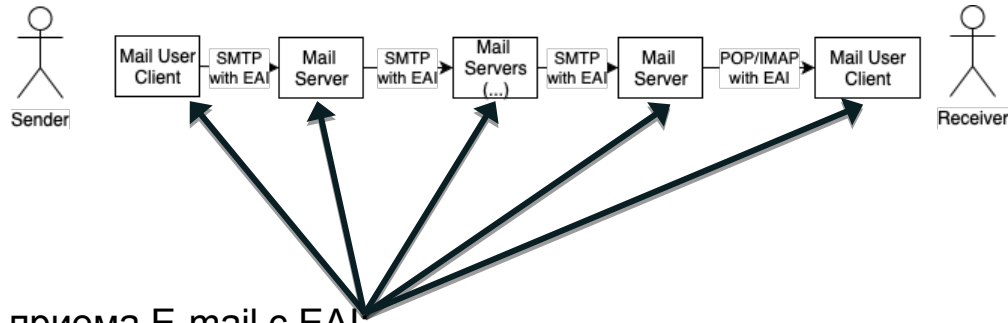 Mail User
Client
SMTP
with EAI
Mail
Server
SMTP
with EAI
Mail
Servers
(...)
SMTP
with EAI
Mail
Server
POP/IMAP
with EAI
Mail User
Client
Sender
Receiver
приема E-mail с EAI